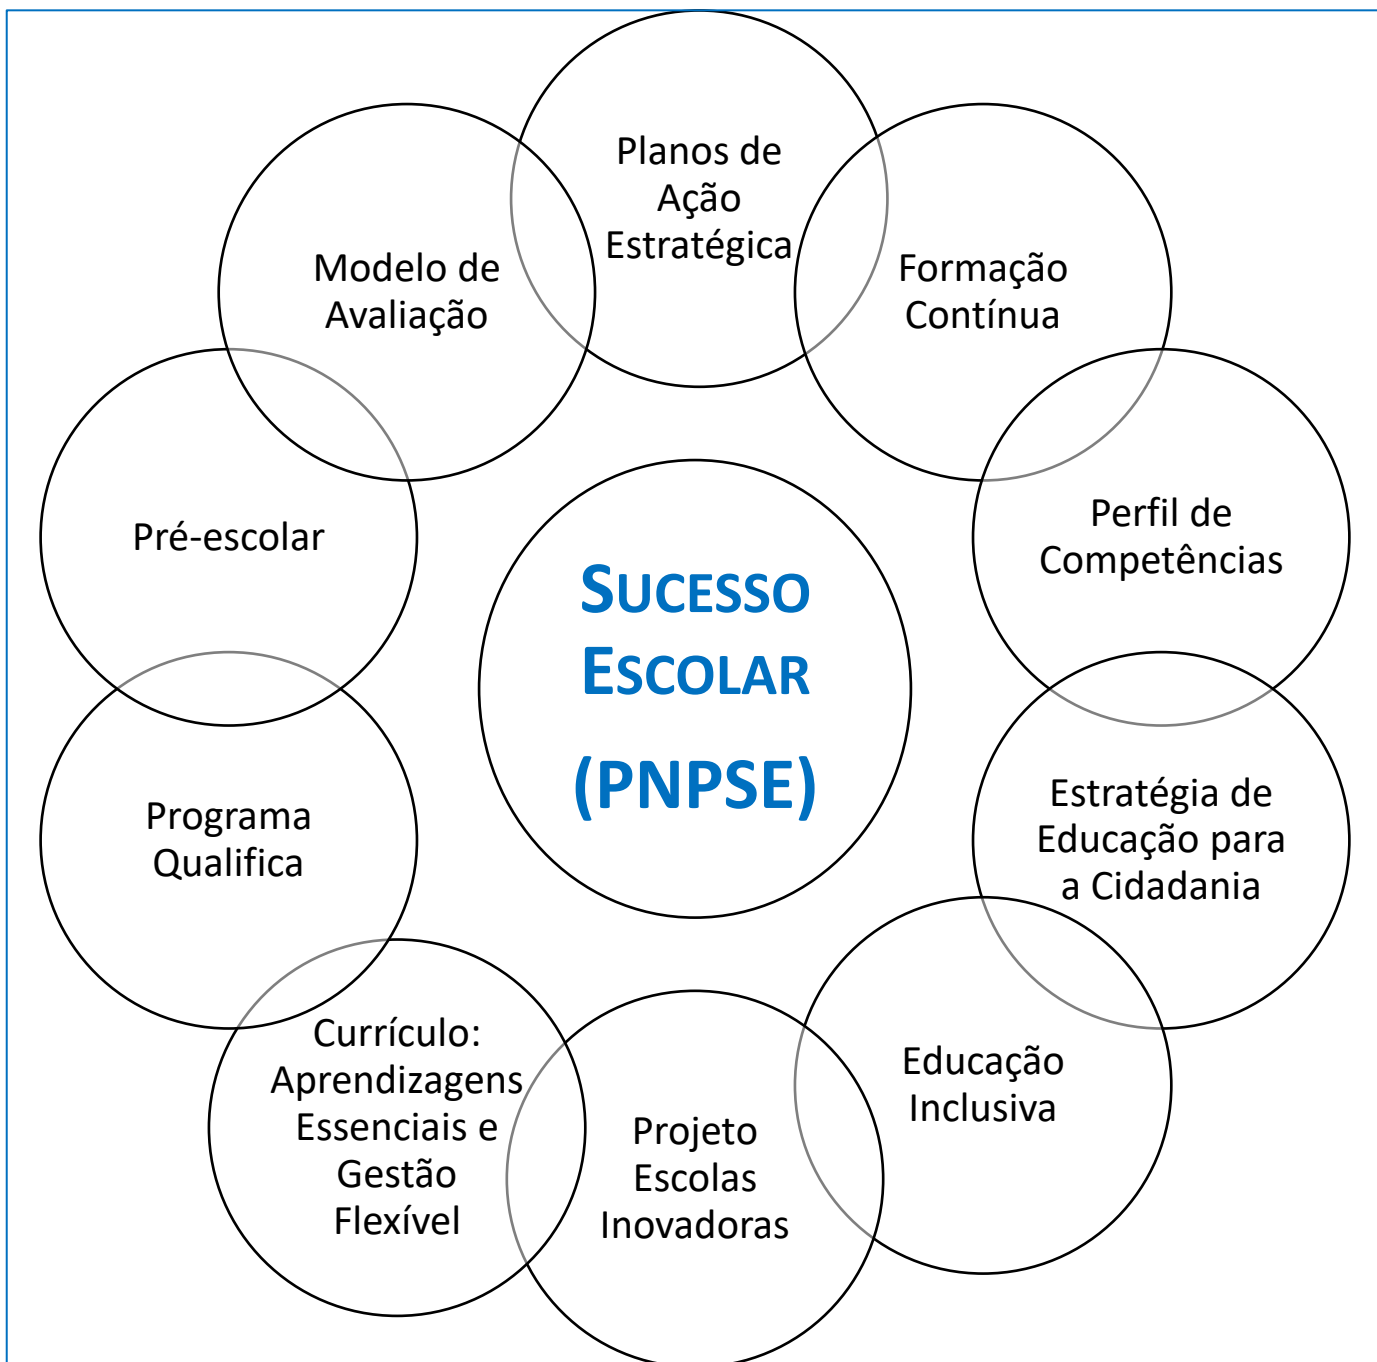 Planos de
Ação
Estratégica
Formação
Contínua
Perfil de
Competências
Estratégia de
Educação para
a Cidadania
Educação
Inclusiva
Projeto
Escolas
Inovadoras
Currículo:
Aprendizagens
Essenciais e
Gestão
Flexível
Programa
Qualifica
Pré-escolar
Modelo de
Avaliação
SUCESSO
ESCOLAR
(PNPSE)